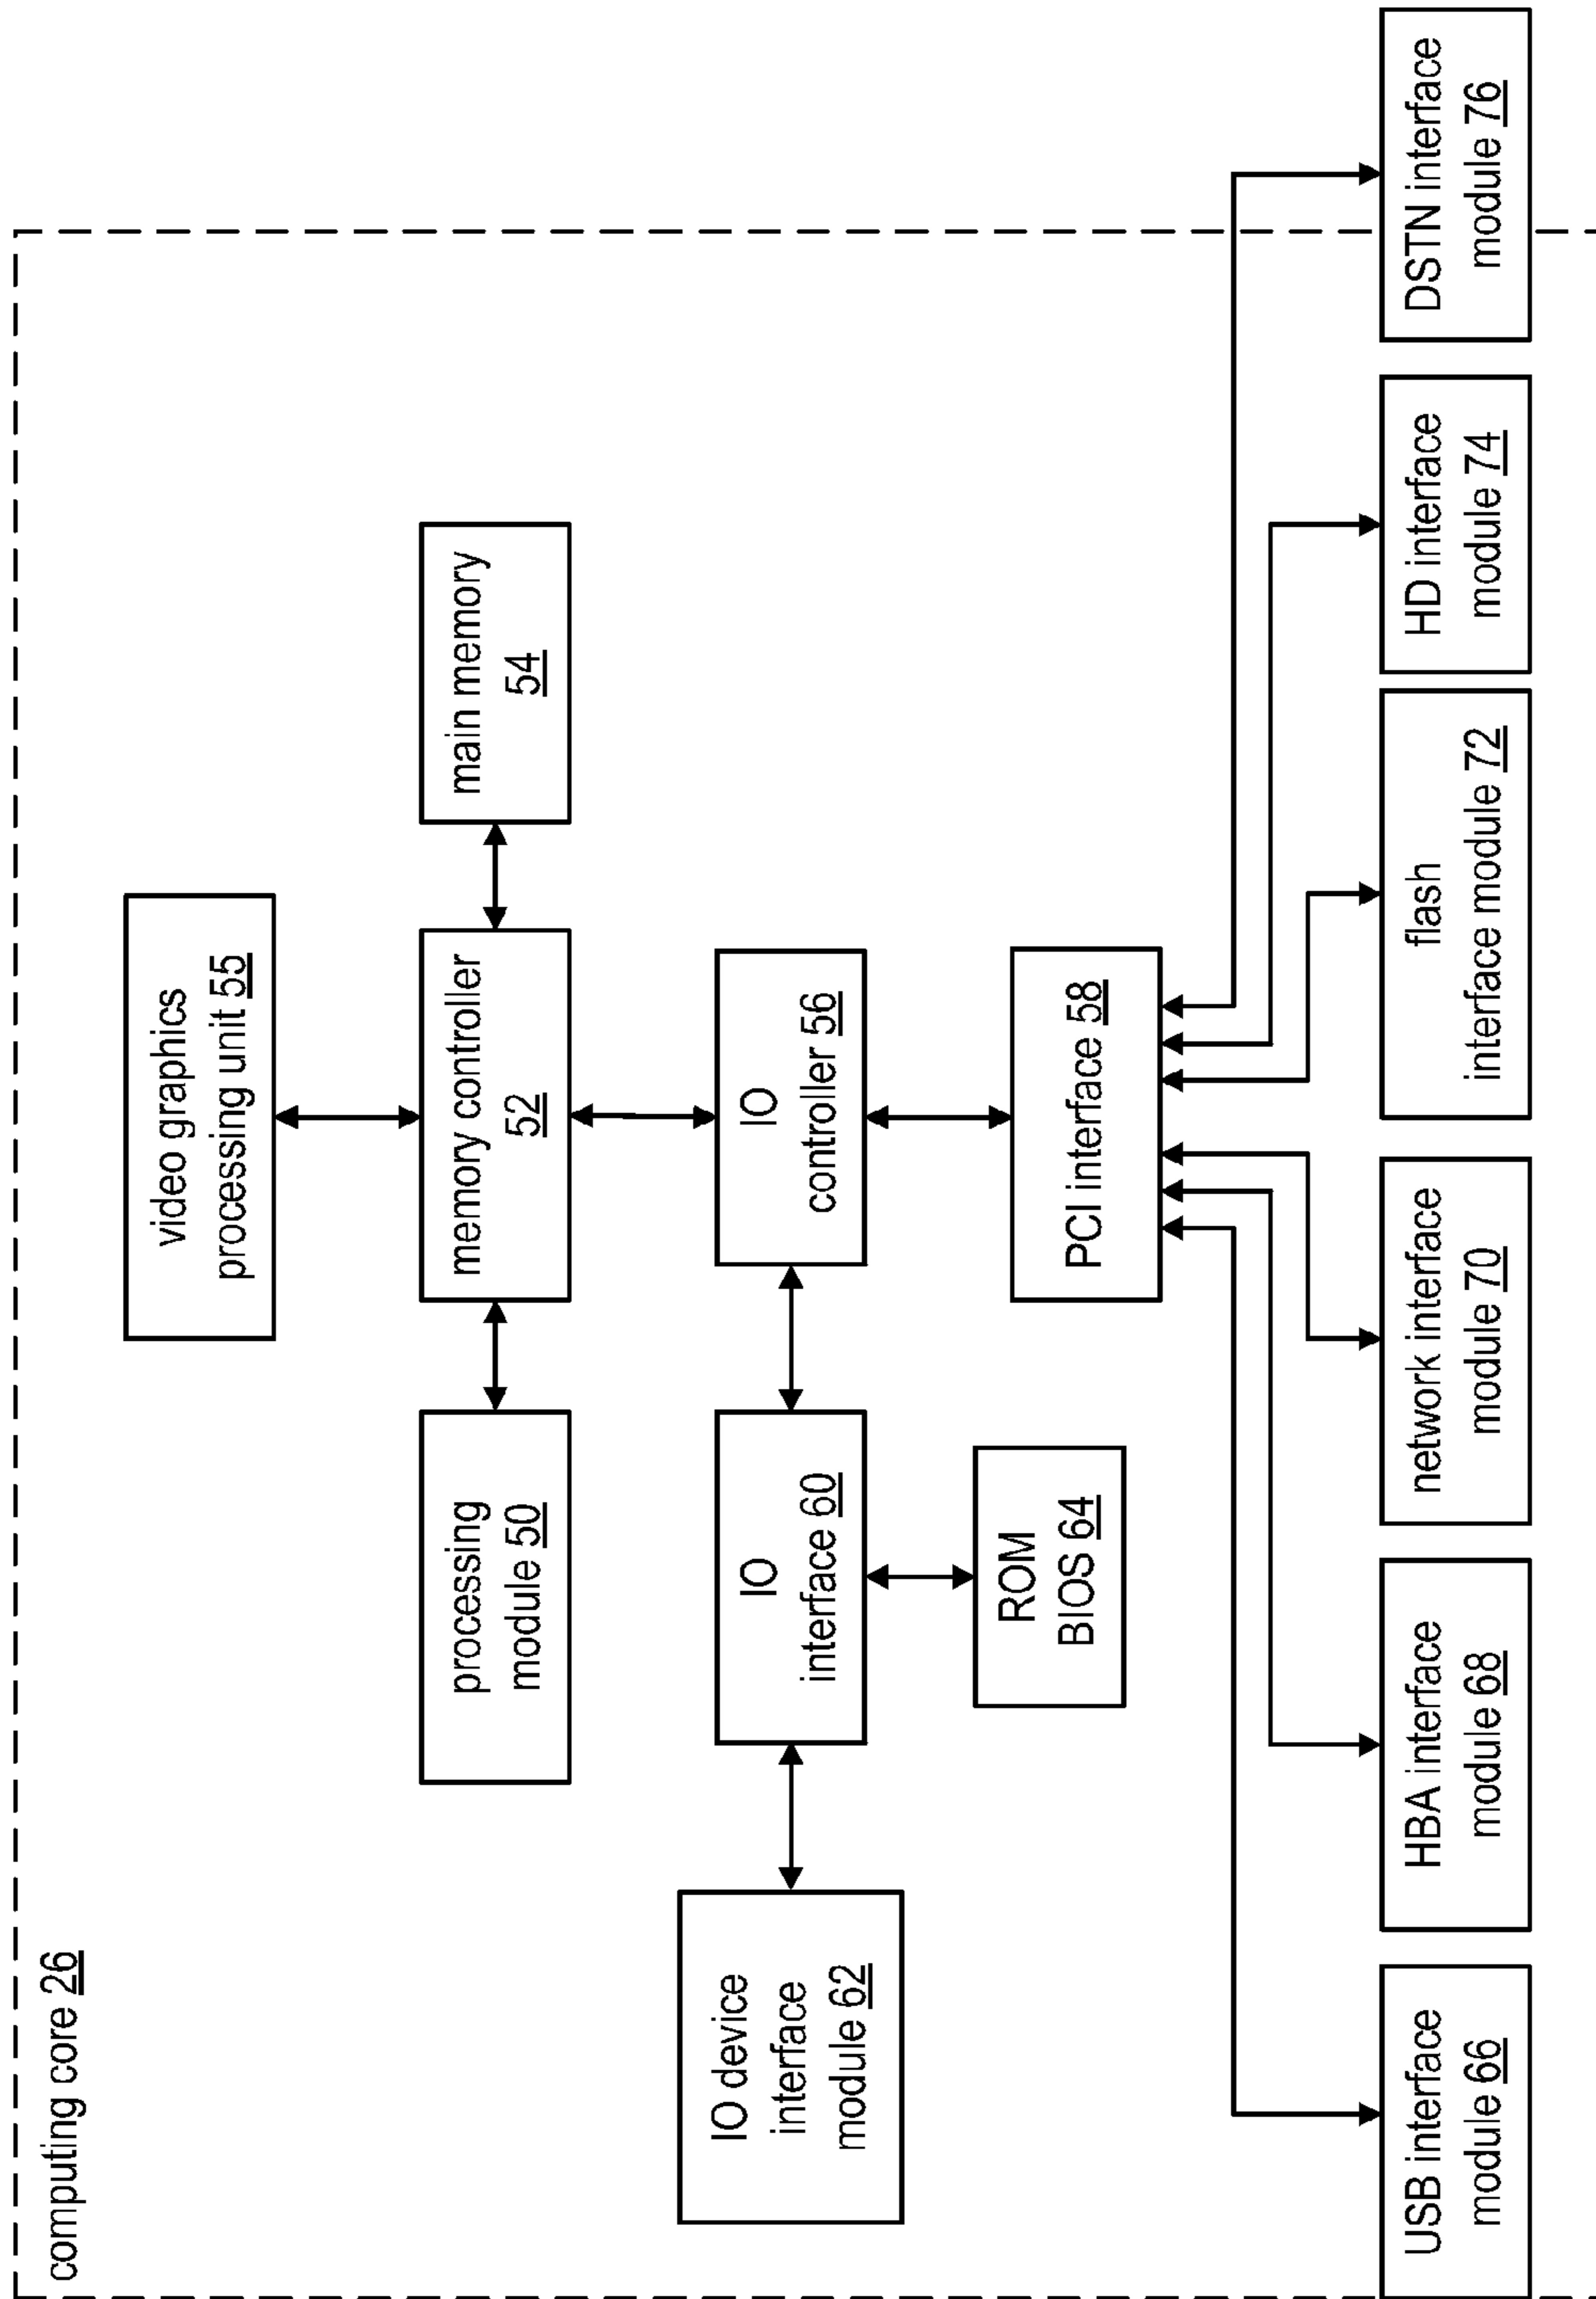 computing core 26
video graphics
processing unit 55
processing
module 50
memory controller
52
main memory
54
IO device
interface
module 62
IO
interface 60
IO
controller 56
ROM
BIOS 64
PCI interface 58
USB interface
module 66
HBA interface
module 68
network interface
module 70
flash
interface module 72
HD interface
module 74
DSTN interface
module 76